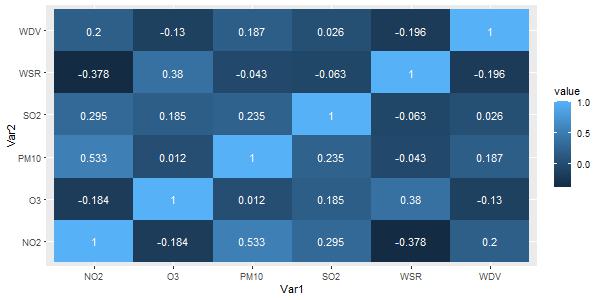 WDV 0.2 -0.13 0.187 0.026 -0.196 1
WSR -0.378 0.38 -0.043 -0.063 1 -0.196
SO2 0.295 0.185 0.235 1 -0.063 0.026
PM10 0.533 0.012 1 0.235 -0.043 0.187
O3 -0.184 1 0.012 0.185 0.38 -0.13
NO2 1 -0.184 0.533 0.295 -0.378 0.2
NO2 O3 PM10 SO2 WSR WDV
Var1
Var2
value
1.0
0.5
0.0